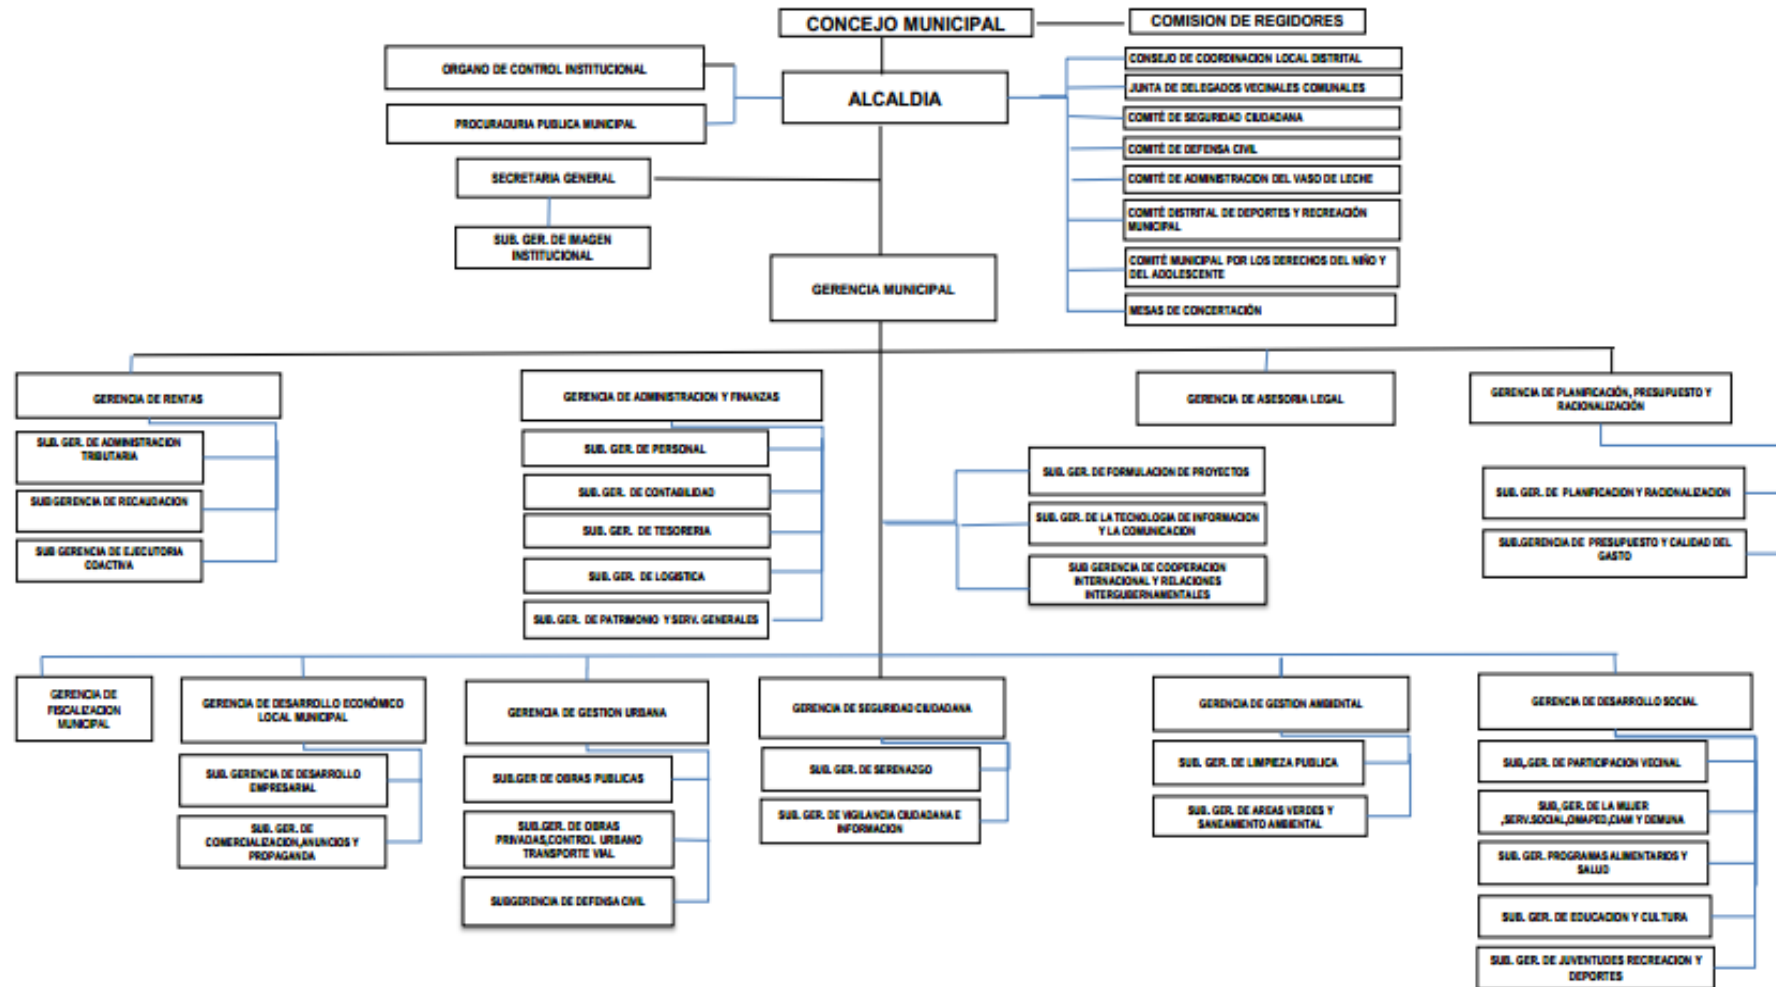 CONCEJO MUNICIPAL
COMISION DE REGIDORES
ORGANO DE CONTROL INSTITUCIONAL
PROCURADURIA PUBLICA MUNICIPAL
ALCALDIA
CONSEJO DE COORDINACION LOCAL DISTRITAL
JUNTA DE DELEGADOS VECINALES COMUNALES
COMITÉ DE SEGURIDAD CIUDADANA
COMITÉ DE DEFENSA CIVIL
COMITÉ DE ADMINISTRACION DEL VASO DE LECHE
COMITÉ DISTRITAL DE DEPORTES Y RECREACIÓN
MUNICIPAL
COMITÉ MUNICIPAL POR LOS DERECHOS DEL NIÑO Y
DEL ADOLESCENTE
MESAS DE CONCERTACIÓN
SECRETARIA GENERAL
SUB. GER. DE IMAGEN
INSTITUCIONAL
GERENCIA MUNICIPAL
GERENCIA DE RENTAS
SUB. GER. DE ADMINISTRACION
TRIBUTARIA
SUBGERENCIA DE RECAUDACION
SUB GERENCIA DE EJECUTORIA
COACTIVA
GERENCIA DE ADMINISTRACION Y FINANZAS
SUB. GER. DE PERSONAL
SUB. GER. DE CONTABILIDAD
SUB. GER. DE TESORERIA
SUB. GER. DE LOGISTICA
SUB. GER. DE PATRIMONIO Y SERV. GENERALES
GERENCIA DE ASESORIA LEGAL
SUB. GER. DE FORMULACION DE PROYECTOS
SUB. GER. DE LA TECNOLOGIA DE INFORMACION
Y LA COMUNICACION
SUB GERENCIA DE COOPERACION
INTERNACIONAL Y RELACIONES
INTERGUBERNAMENTALES
GERENCIA DE PLANIFICACIÓN, PRESUPUESTO Y
RACIONALIZACIÓN
SUB. GER. DE PLANIFICACION Y RACIONALIZACION
SUB.GERENCIA DE PRESUPUESTO Y CALIDAD DEL
GASTO
GERENCIA DE
FISCALIZACION
MUNICIPAL
GERENCIA DE DESARROLLO ECONÓMICO
LOCAL MUNICIPAL
SUB. GERENCIA DE DESARROLLO
EMPRESARIAL
SUB. GER. DE
COMERCIALIZACION,ANUNCIOS Y
PROPAGANDA
GERENCIA DE GESTION URBANA
SUB.GER DE OBRAS PUBLICAS
SUB.GER. DE OBRAS
PRIVADAS,CONTROL URBANO
TRANSPORTE VIAL
SUBGERENCIA DE DEFENSA CIVIL
GERENCIA DE SEGURIDAD CIUDADANA
SUB. GER. DE SERENAZGO
SUB. GER. DE VIGILANCIA CIUDADANA E
INFORMACION
GERENCIA DE GESTION AMBIENTAL
SUB. GER. DE LIMPIEZA PUBLICA
SUB. GER. DE AREAS VERDES Y
SANEAMIENTO AMBIENTAL
GERENCIA DE DESARROLLO SOCIAL
SUB,.GER. DE PARTICIPACION VECINAL
SUB,. GER. DE LA MUJER
,SERV.SOCIAL,OMAPED,CIAM Y DEMUNA
SUB. GER. PROGRAMAS ALIMENTARIOS Y
SALUD
SUB. GER. DE EDUCACION Y CULTURA
SUB. GER. DE JUVENTUDES RECREACION Y
DEPORTES